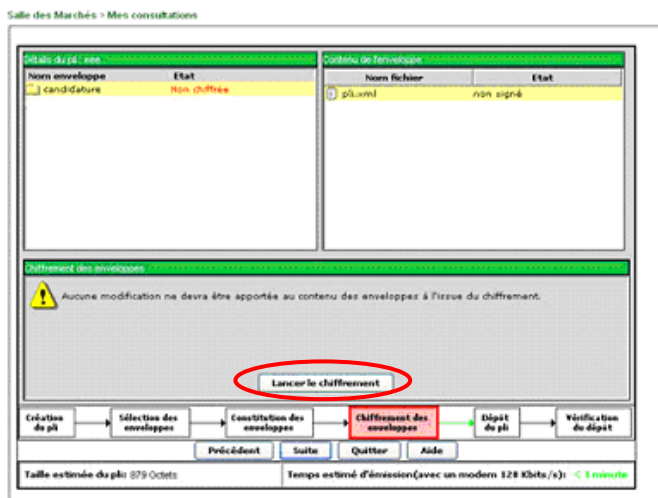 Salle des Marchés > Mes consultations
Détails du pli : eee
Contenu de l'enveloppe
Nom enveloppe Etat
Nom fichier Etat
candidature Non chiffrée
pli.xml non signé
Chiffrement des enveloppes
Aucune modification ne devra être apportée au contenu des enveloppes à l'issue du chiffrement.
Lancer le chiffrement
Création du pli
Sélection des enveloppes
Constitution des enveloppes
Chiffrement des enveloppes
Dépôt du pli
Vérification du dépôt
Précédent Suite Quitter Aide
Taille estimée du pli: 879 Octets
Temps estimé d'émission(avec un modem 128 Kbits/s): < 1 minute